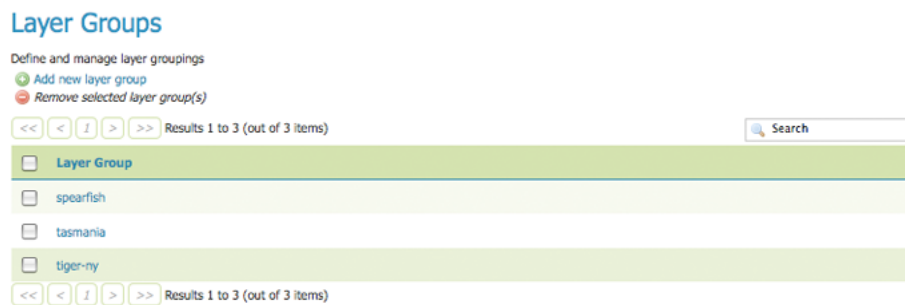 Layer Groups
Define and manage layer groupings
Add new layer group
Remove selected layer group(s)
<< < 1 > >> Results 1 to 3 (out of 3 items) Search
Layer Group
spearfish
tasmania
tiger-ny
<< < 1 > >> Results 1 to 3 (out of 3 items)